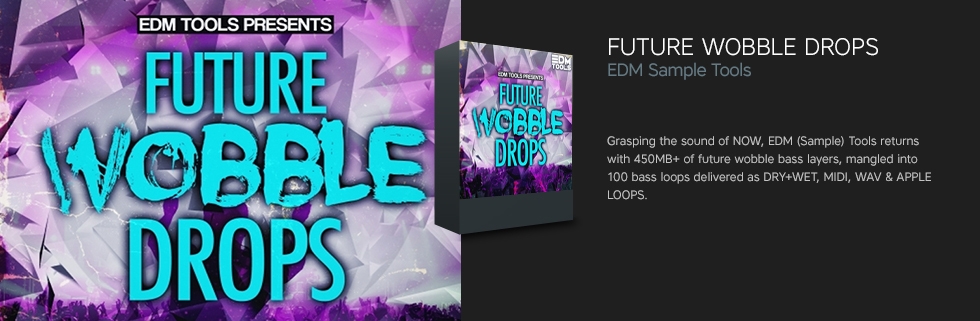 EDM TOOLS PRESENTS
FUTURE
WOBBLE
DROPS
EDM
TOOLS
EDM TOOLS PRESENTS
FUTURE
WOBBLE
DROPS
FUTURE WOBBLE DROPS
EDM Sample Tools
Grasping the sound of NOW, EDM (Sample) Tools returns
with 450MB+ of future wobble bass layers, mangled into
100 bass loops delivered as DRY+WET, MIDI, WAV & APPLE
LOOPS.